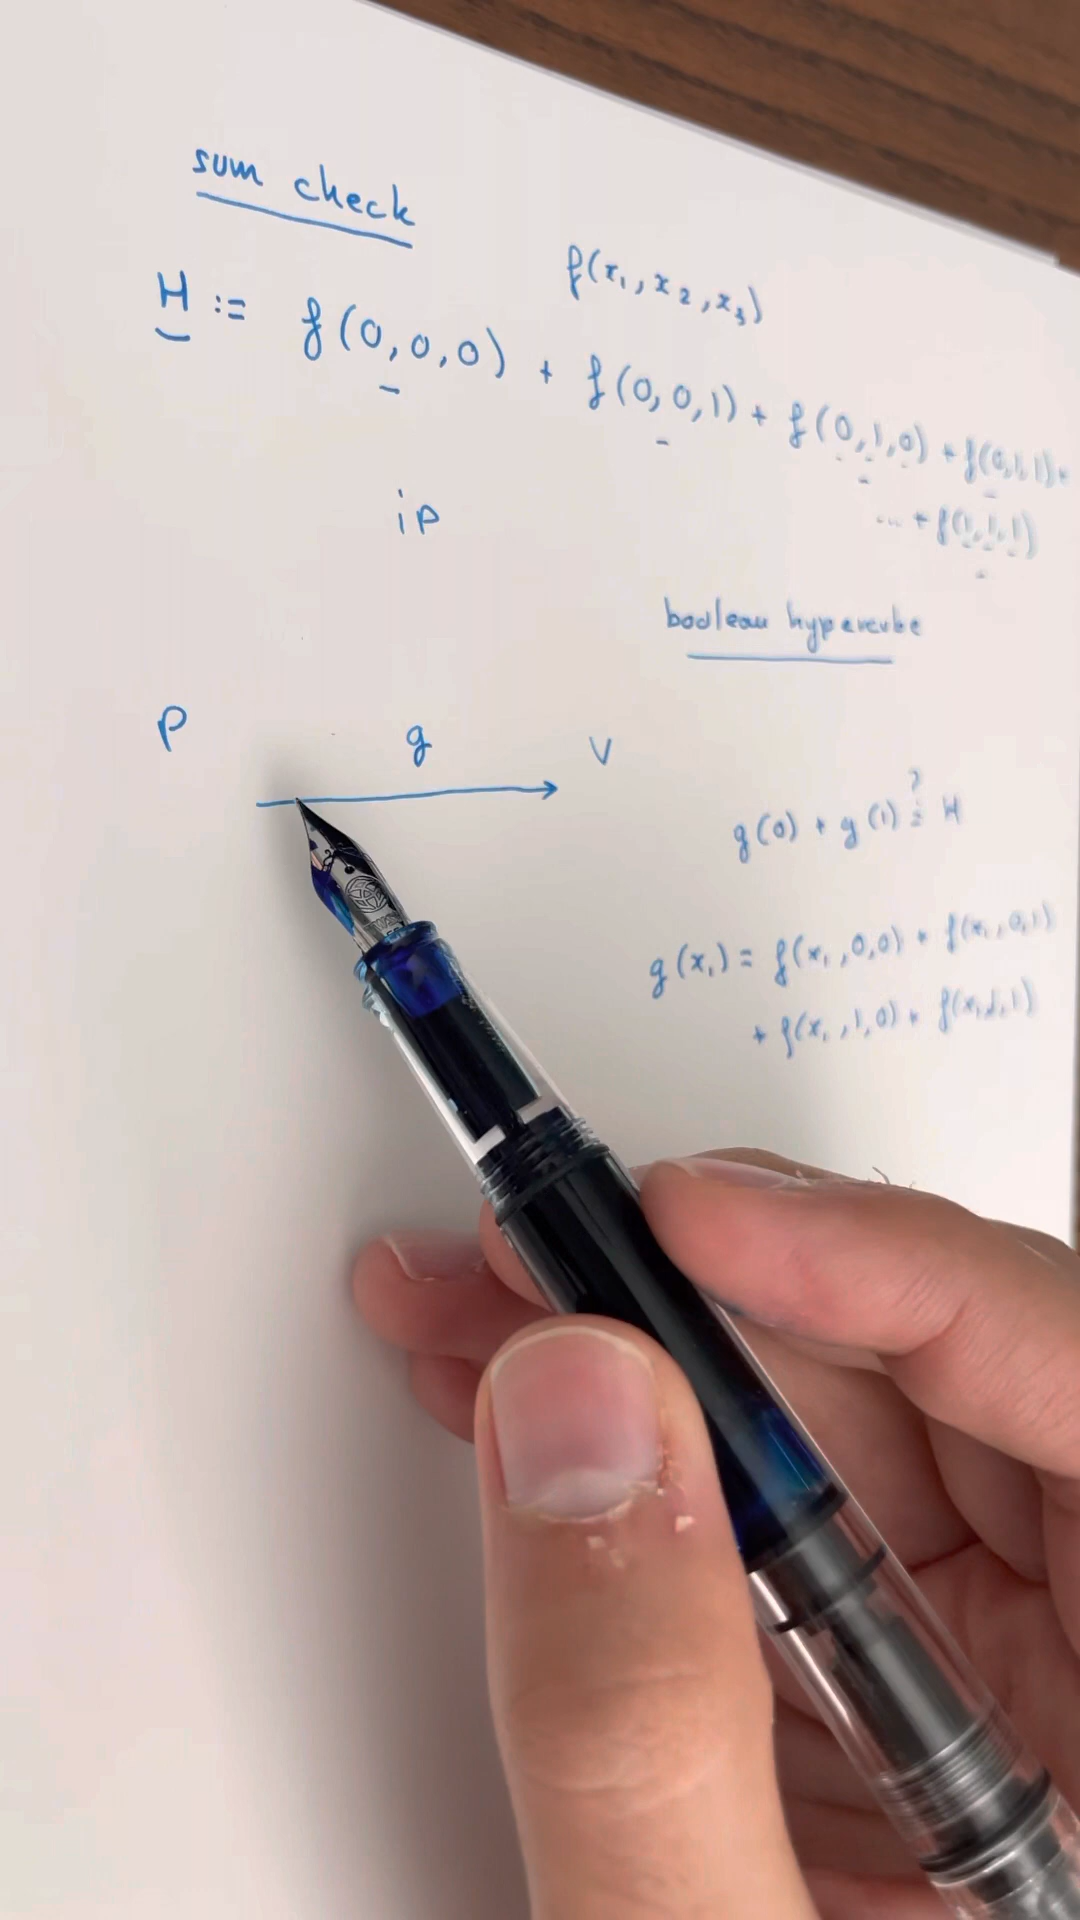 sum check
f(x₁, x₂, x₃)
H := f(0,0,0) + f(0,0,1) + f(0,1,0) + f(0,1,1) +
... + f(1,1,1)
ip
boolean hypercube
P g V
g(0) + g(1) ≟ H
g(x₁) = f(x₁,0,0) + f(x₁,0,1)
+ f(x₁,1,0) + f(x₁,1,1)